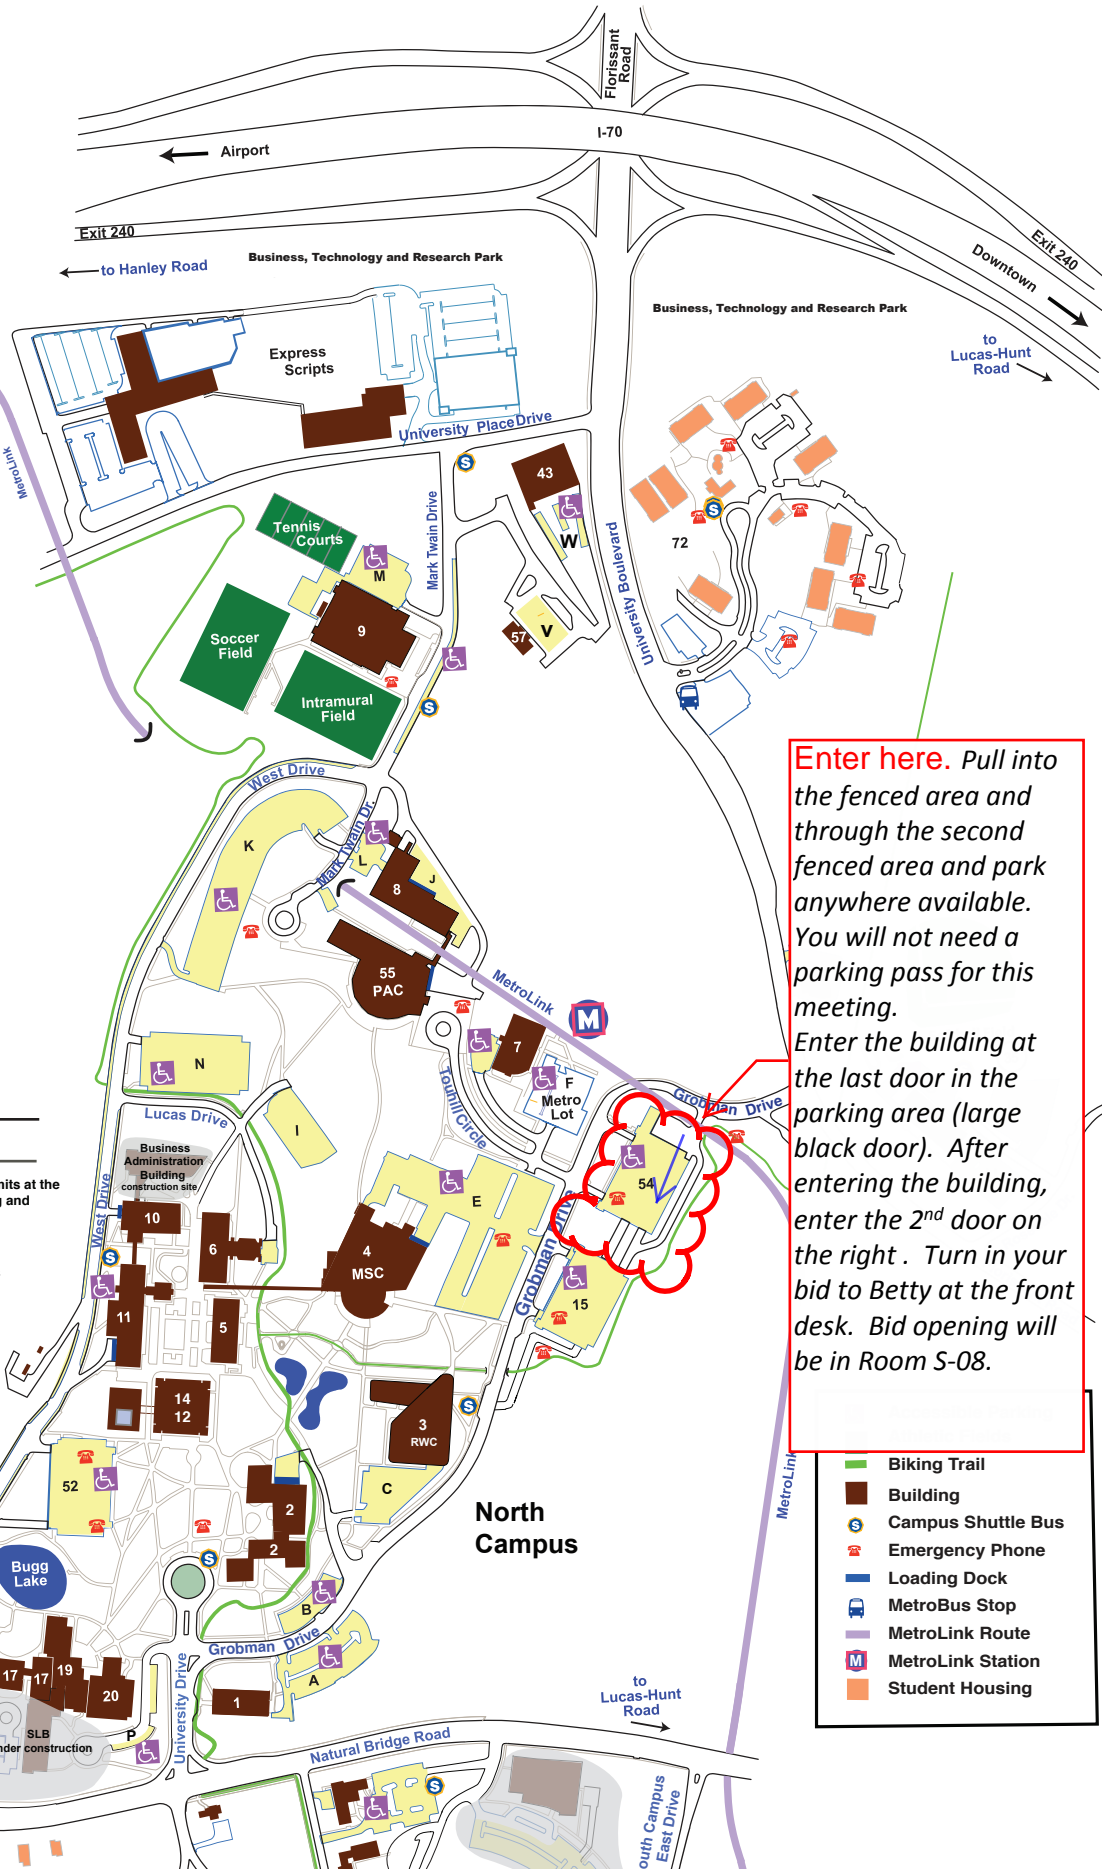 Florissant
Road
I-70
Airport
Exit 240
Exit 240
Downtown
to Hanley Road
Business, Technology and Research Park
Business, Technology and Research Park
to
Lucas-Hunt
Road
Express
Scripts
University Place Drive
MetroLink
43
W
Tennis
Courts
M
Mark Twain Drive
University Boulevard
72
9
57
V
Soccer
Field
Intramural
Field
West Drive
Mark Twain Dr.
K
L
J
8
55
PAC
MetroLink
M
7
F
Metro
Lot
N
Touhill Circle
Grobman Drive
Lucas Drive
I
Business
Administration
Building
construction site
mits at the
g and
West Drive
10
6
4
MSC
E
54
Grobman Drive
15
11
5
14
12
3
RWC
52
C
2
2
North
Campus
Bugg
Lake
B
Grobman Drive
A
17
17
19
20
1
SLB
nder construction
P
University Drive
Natural Bridge Road
to
Lucas-Hunt
Road
outh Campus
East Drive
MetroLink
Enter here. Pull into
the fenced area and
through the second
fenced area and park
anywhere available.
You will not need a
parking pass for this
meeting.
Enter the building at
the last door in the
parking area (large
black door). After
entering the building,
enter the 2nd door on
the right . Turn in your
bid to Betty at the front
desk. Bid opening will
be in Room S-08.
Biking Trail
Building
S Campus Shuttle Bus
Emergency Phone
Loading Dock
MetroBus Stop
MetroLink Route
M MetroLink Station
Student Housing